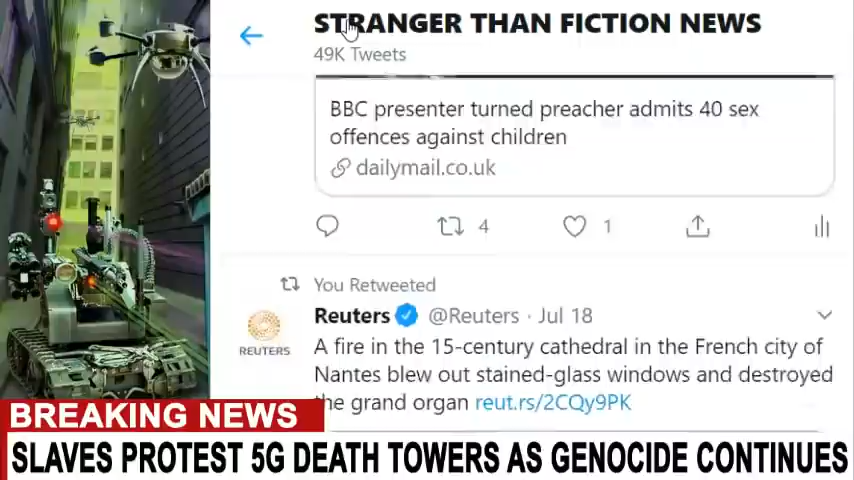 STRANGER THAN FICTION NEWS
49K Tweets
BBC presenter turned preacher admits 40 sex
offences against children
dailymail.co.uk
4
1
You Retweeted
Reuters @Reuters · Jul 18
REUTERS
A fire in the 15-century cathedral in the French city of
Nantes blew out stained-glass windows and destroyed
the grand organ reut.rs/2CQy9PK
BREAKING NEWS
SLAVES PROTEST 5G DEATH TOWERS AS GENOCIDE CONTINUES